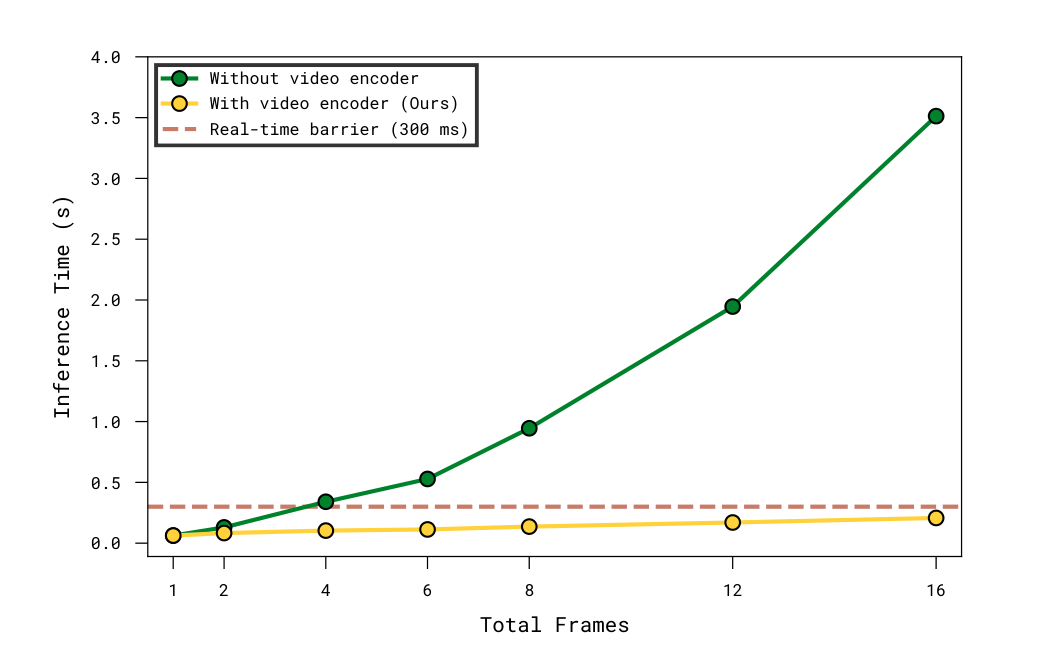 4.0
3.5
3.0
2.5
2.0
1.5
1.0
0.5
0.0
Inference Time (s)
Without video encoder
With video encoder (Ours)
Real-time barrier (300 ms)
1 2 4 6 8 12 16
Total Frames